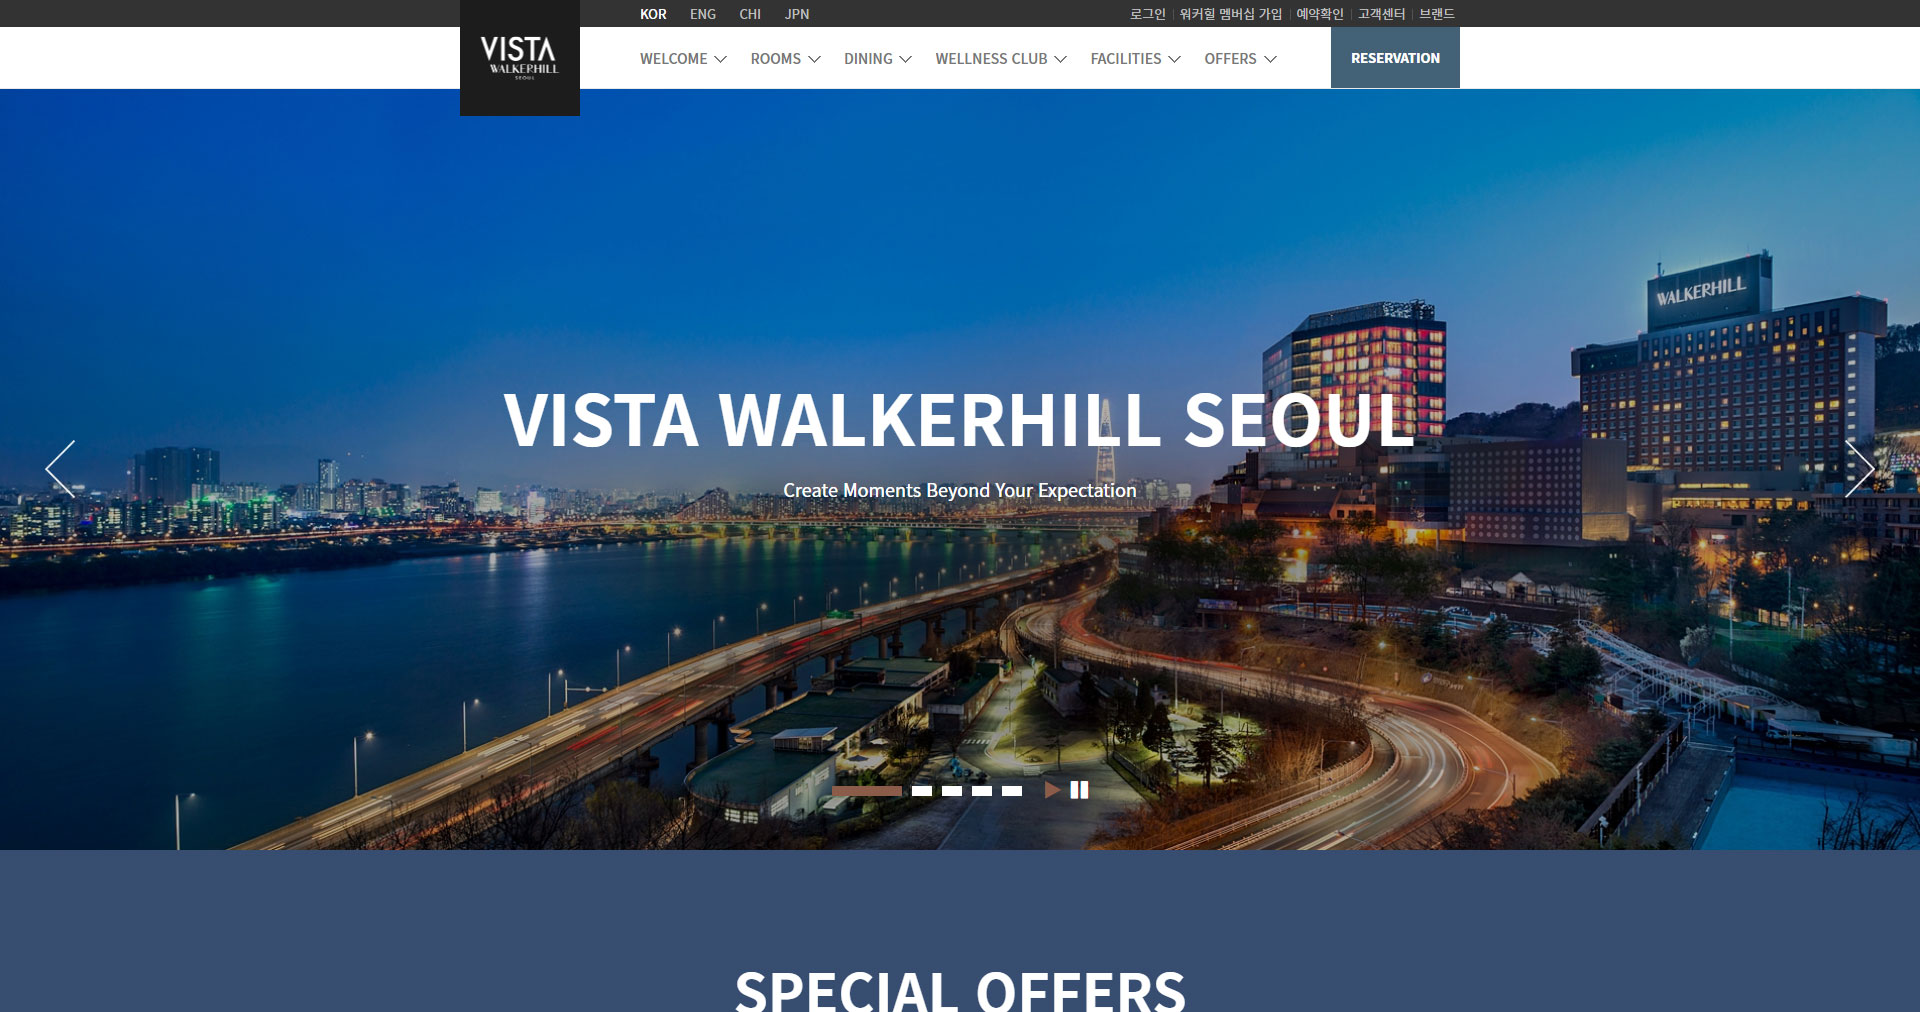 KOR ENG CHI JPN
로그인 워커힐 멤버십 가입 예약확인 고객센터 브랜드
VISTA
WALKERHILL
SEOUL
WELCOME ROOMS DINING WELLNESS CLUB FACILITIES OFFERS
RESERVATION
WALKERHILL
VISTA WALKERHILL SEOUL
Create Moments Beyond Your Expectation
SPECIAL OFFERS